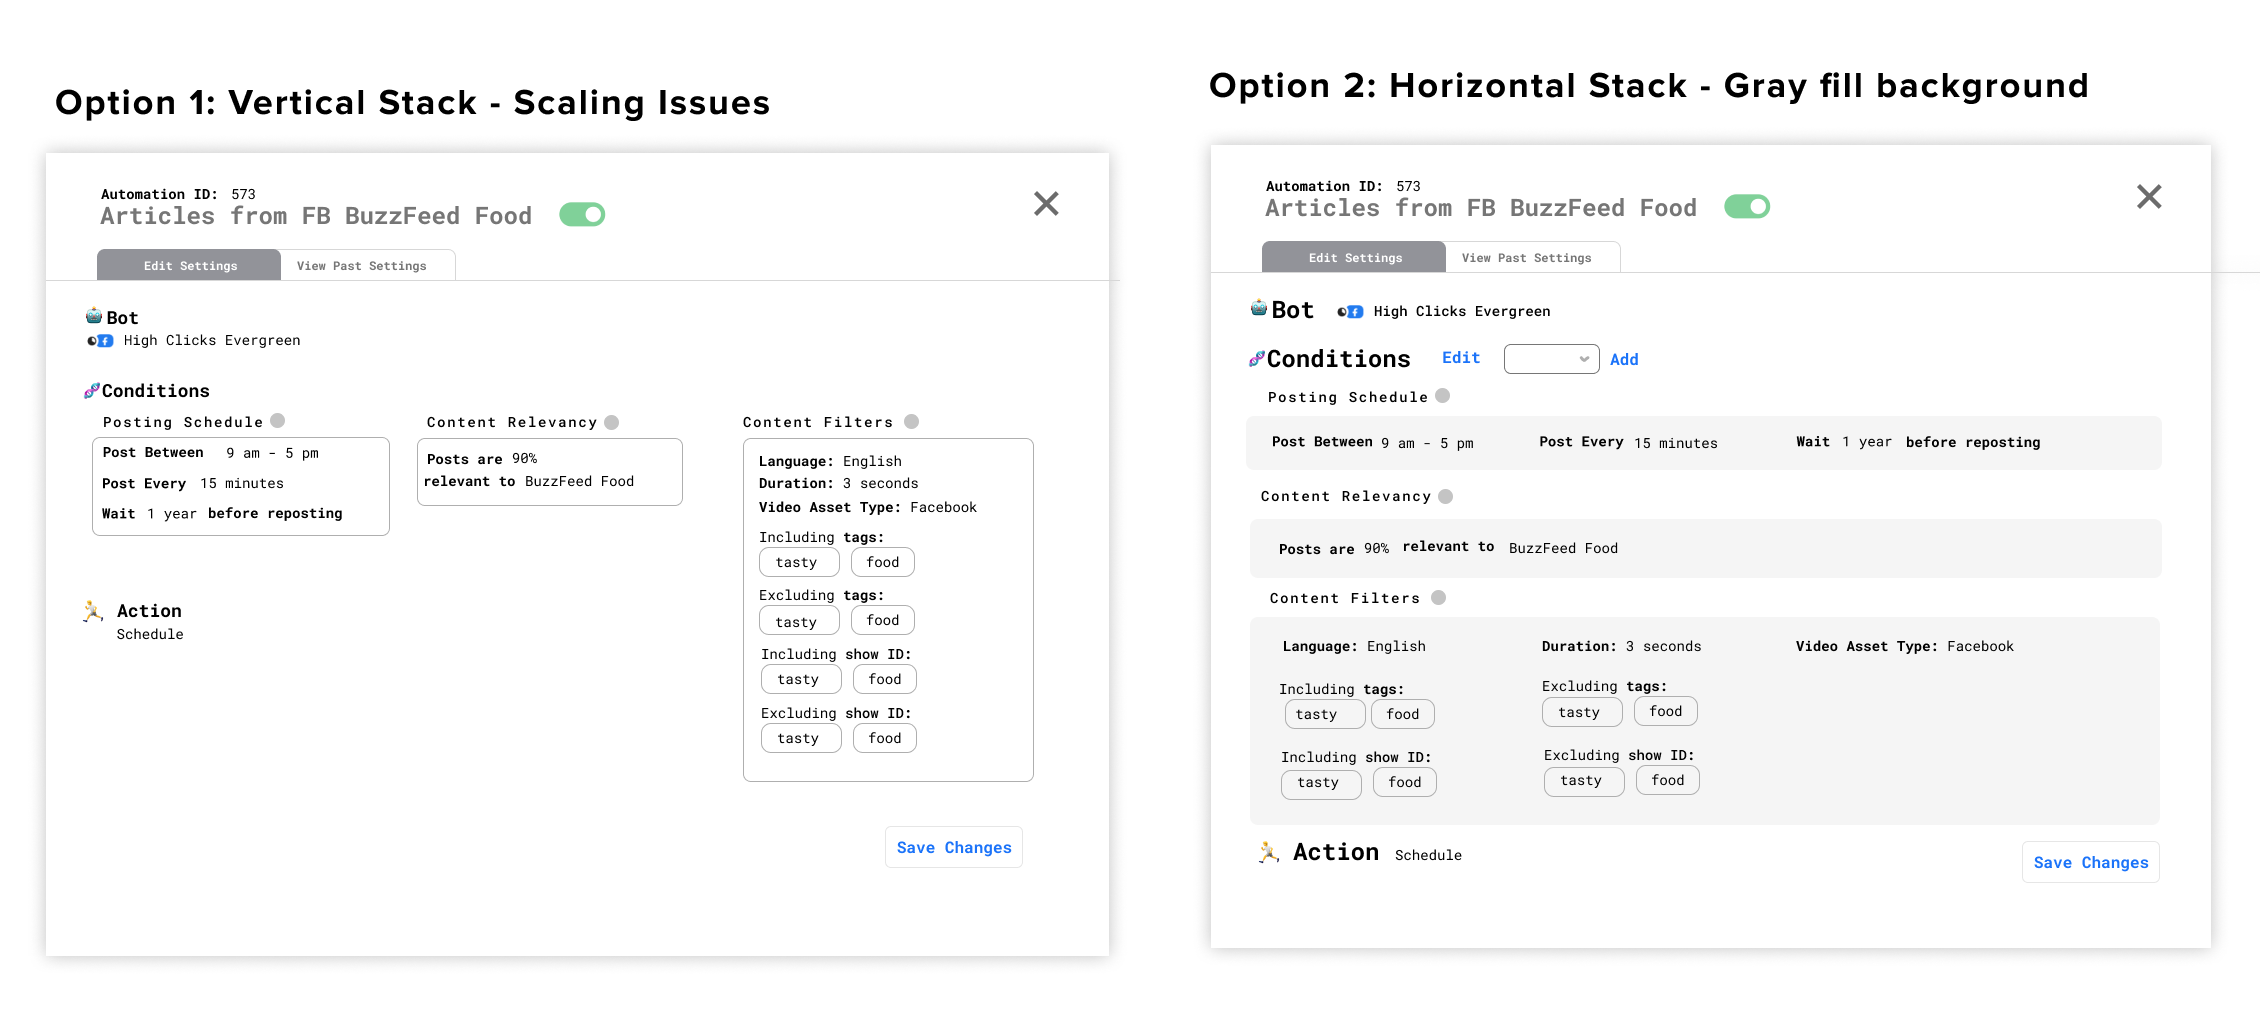 Option 1: Vertical Stack - Scaling Issues
Automation ID: 573
Articles from FB BuzzFeed Food
Edit Settings
View Past Settings
Bot
High Clicks Evergreen
Conditions
Posting Schedule
Post Between 9 am - 5 pm
Post Every 15 minutes
Wait 1 year before reposting
Content Relevancy
Posts are 90%
relevant to BuzzFeed Food
Content Filters
Language: English
Duration: 3 seconds
Video Asset Type: Facebook
Including tags:
tasty food
Excluding tags:
tasty food
Including show ID:
tasty food
Excluding show ID:
tasty food
Action
Schedule
Save Changes
Option 2: Horizontal Stack - Gray fill background
Automation ID: 573
Articles from FB BuzzFeed Food
Edit Settings
View Past Settings
Bot High Clicks Evergreen
Conditions Edit Add
Posting Schedule
Post Between 9 am - 5 pm Post Every 15 minutes Wait 1 year before reposting
Content Relevancy
Posts are 90% relevant to BuzzFeed Food
Content Filters
Language: English Duration: 3 seconds Video Asset Type: Facebook
Including tags:
tasty food
Excluding tags:
tasty food
Including show ID:
tasty food
Excluding show ID:
tasty food
Action Schedule
Save Changes